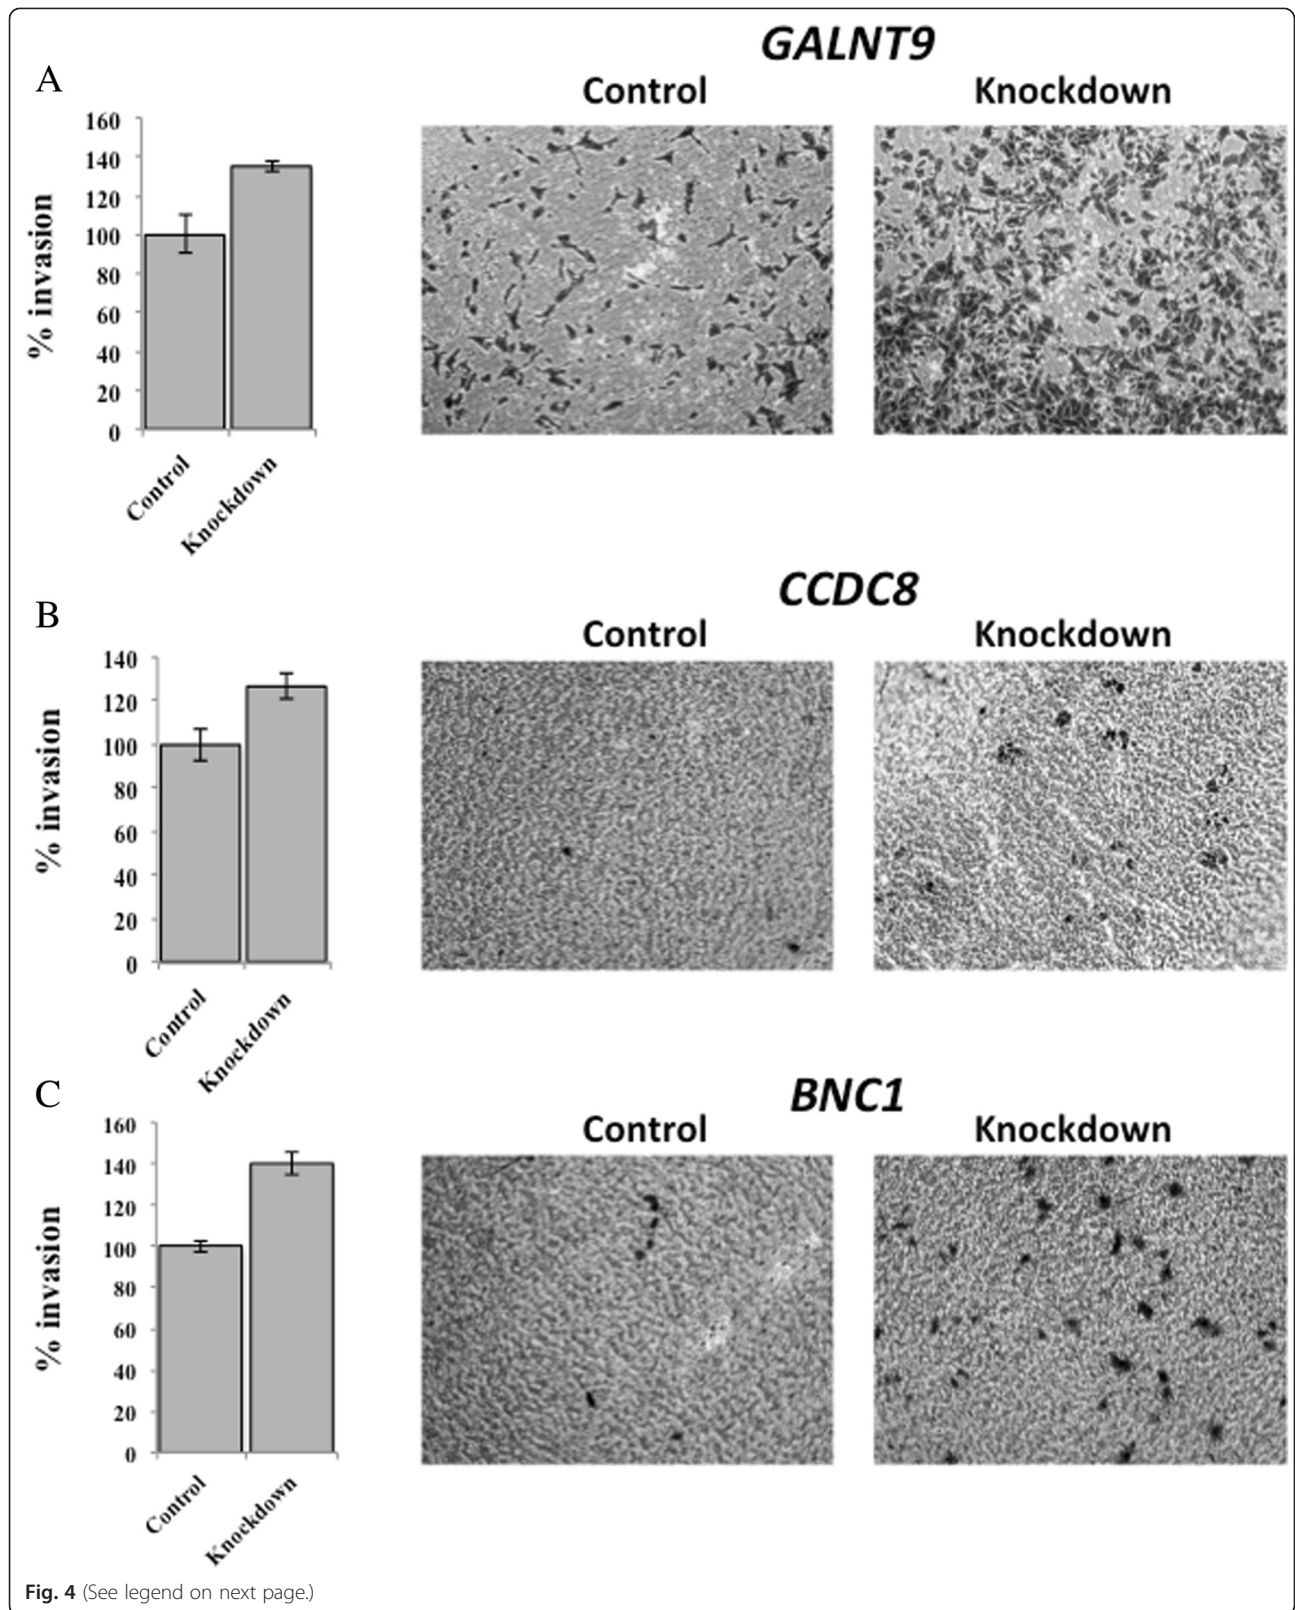 GALNT9
A
Control Knockdown
160
140
120
100
80
60
40
20
0
% invasion
Control
Knockdown
CCDC8
B
Control Knockdown
140
120
100
80
60
40
20
0
% invasion
Control
Knockdown
BNC1
C
Control Knockdown
160
140
120
100
80
60
40
20
0
% invasion
Control
Knockdown
Fig. 4 (See legend on next page.)